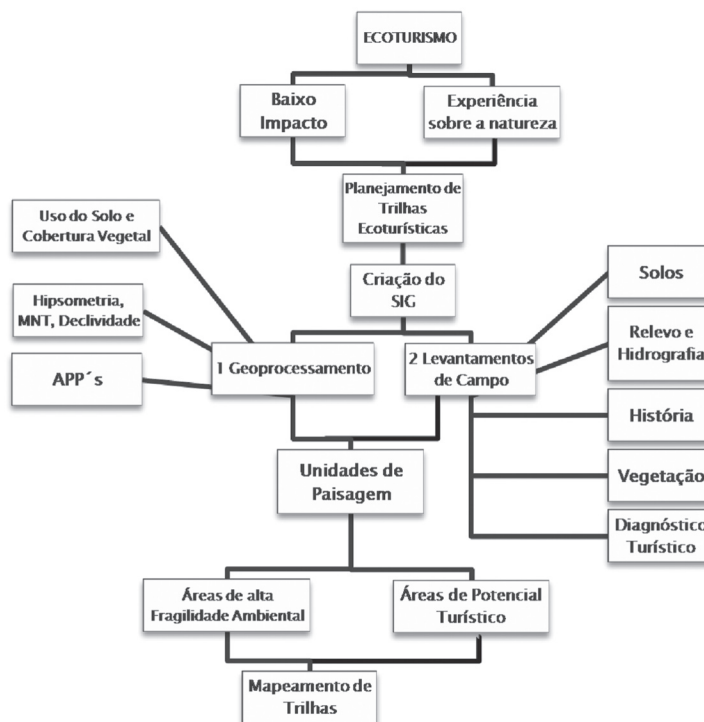 ECOTURISMO
Baixo
Impacto
Experiência
sobre a natureza
Planejamento de
Trilhas
Ecoturísticas
Uso do Solo e
Cobertura Vegetal
Criação do
SIG
Solos
Hipsometria,
MNT, Declividade
Relevo e
Hidrografia
1 Geoprocessamento
2 Levantamentos
de Campo
APP´s
História
Unidades de
Paisagem
Vegetação
Diagnóstico
Turístico
Áreas de alta
Fragilidade Ambiental
Áreas de Potencial
Turístico
Mapeamento de
Trilhas